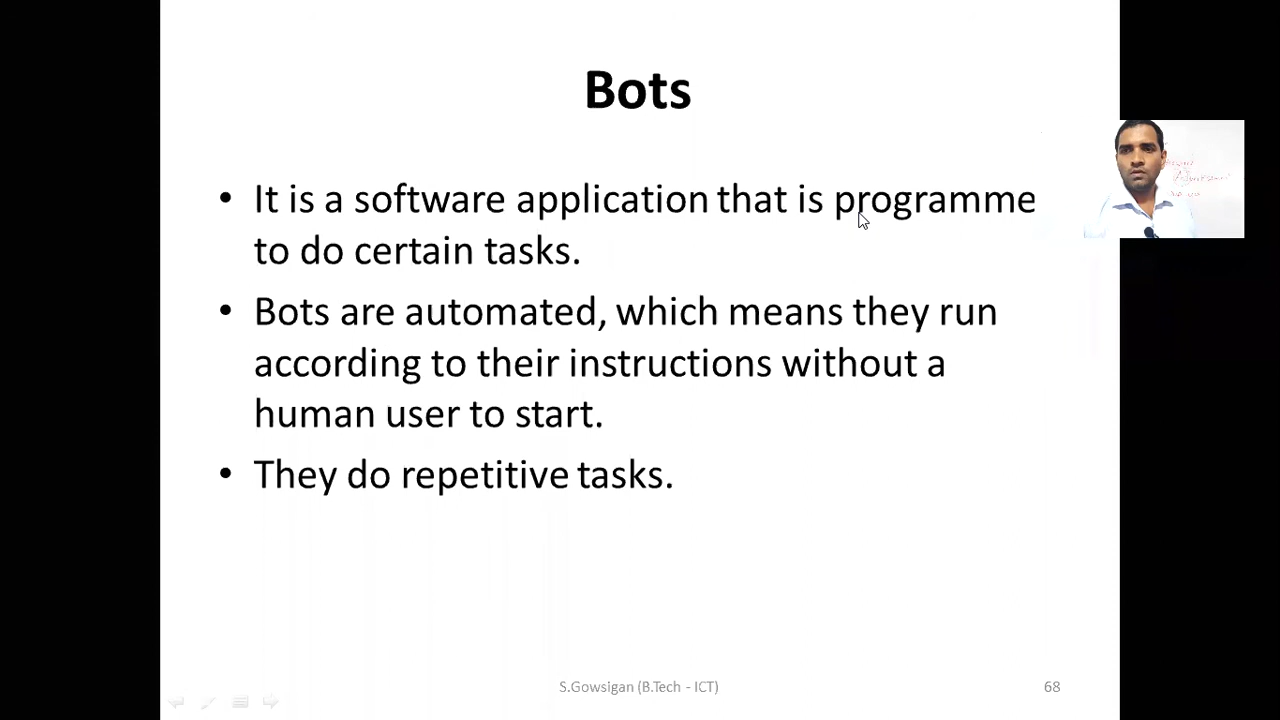 Bots
• It is a software application that is programme
to do certain tasks.
• Bots are automated, which means they run
according to their instructions without a
human user to start.
• They do repetitive tasks.
S.Gowsigan (B.Tech - ICT)
68